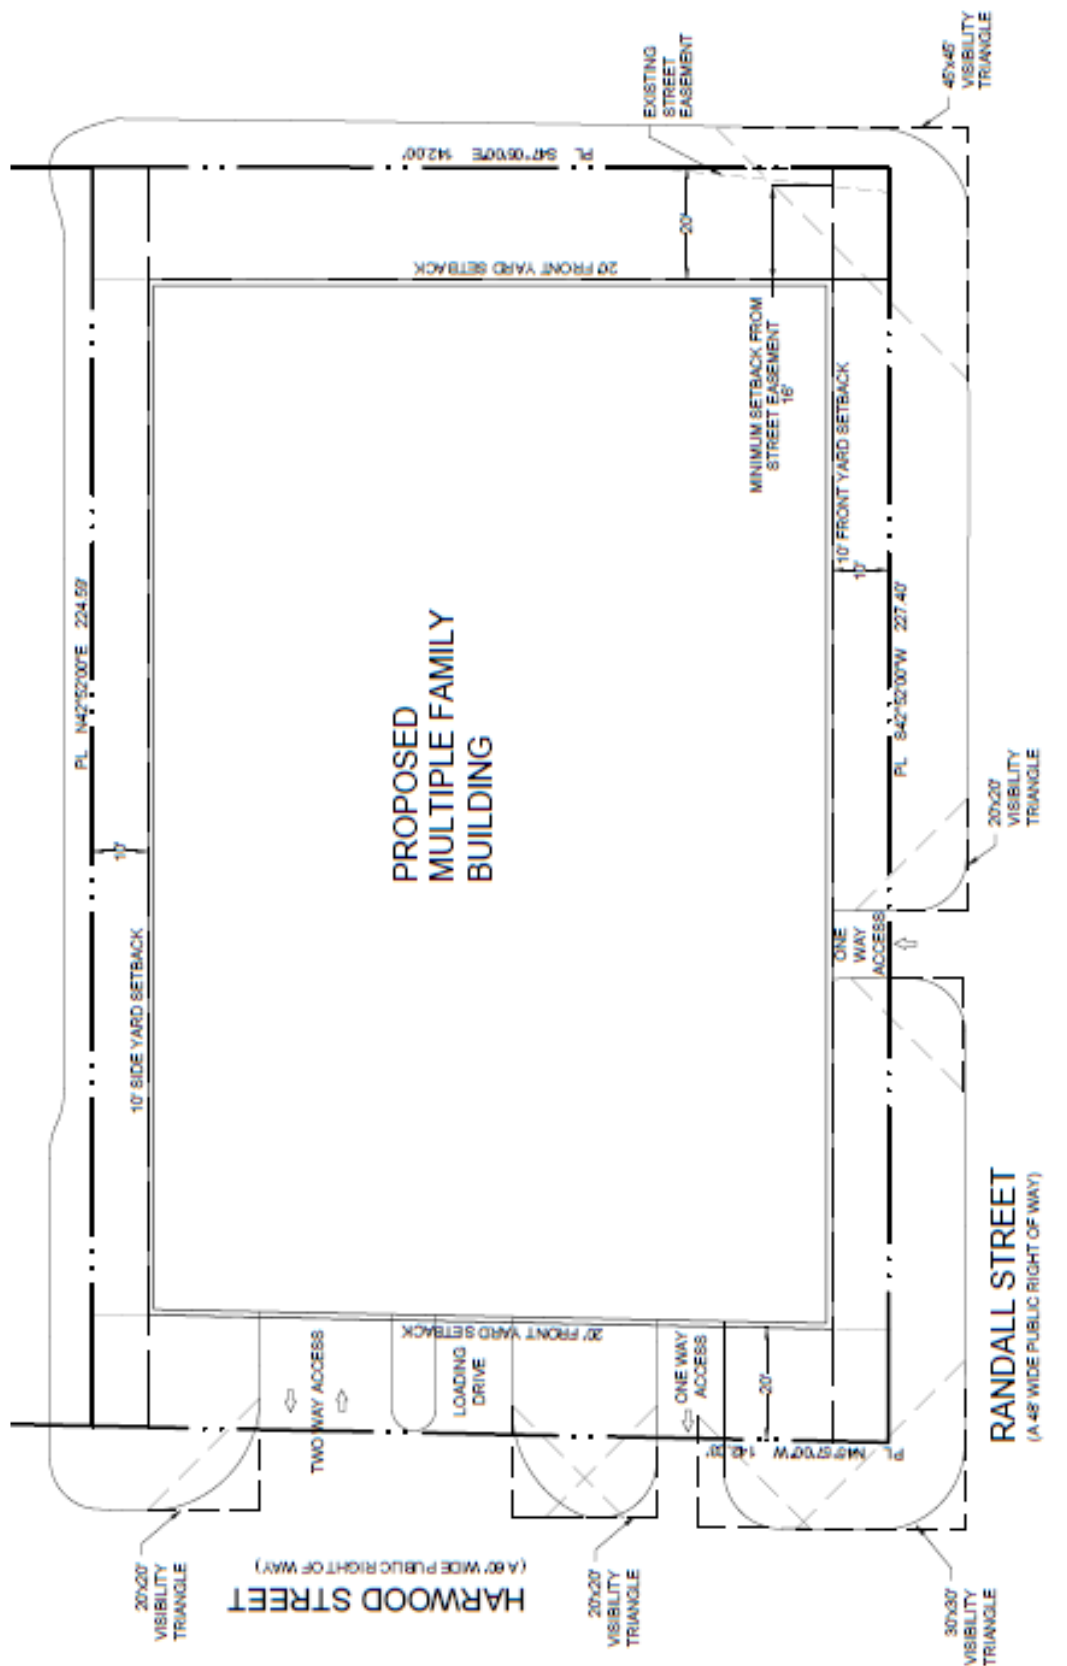 EXISTING
STREET
EASEMENT
45'x45'
VISIBILITY
TRIANGLE
PL S47°05'00"E 142.00'
20' FRONT YARD SETBACK
20'
MINIMUM SETBACK FROM
STREET EASEMENT
16'
10' FRONT YARD SETBACK
10'
PL N42°52'00"E 224.59'
PL S42°52'00"W 227.40'
PROPOSED
MULTIPLE FAMILY
BUILDING
10'
10' SIDE YARD SETBACK
20'x20'
VISIBILITY
TRIANGLE
ONE
WAY
ACCESS
20' FRONT YARD SETBACK
TWO WAY ACCESS
LOADING
DRIVE
ONE WAY
ACCESS
20'
PL
RANDALL STREET
(A 48' WIDE PUBLIC RIGHT OF WAY)
HARWOOD STREET
(A 60' WIDE PUBLIC RIGHT OF WAY)
20'x20'
VISIBILITY
TRIANGLE
20'x20'
VISIBILITY
TRIANGLE
30'x30'
VISIBILITY
TRIANGLE